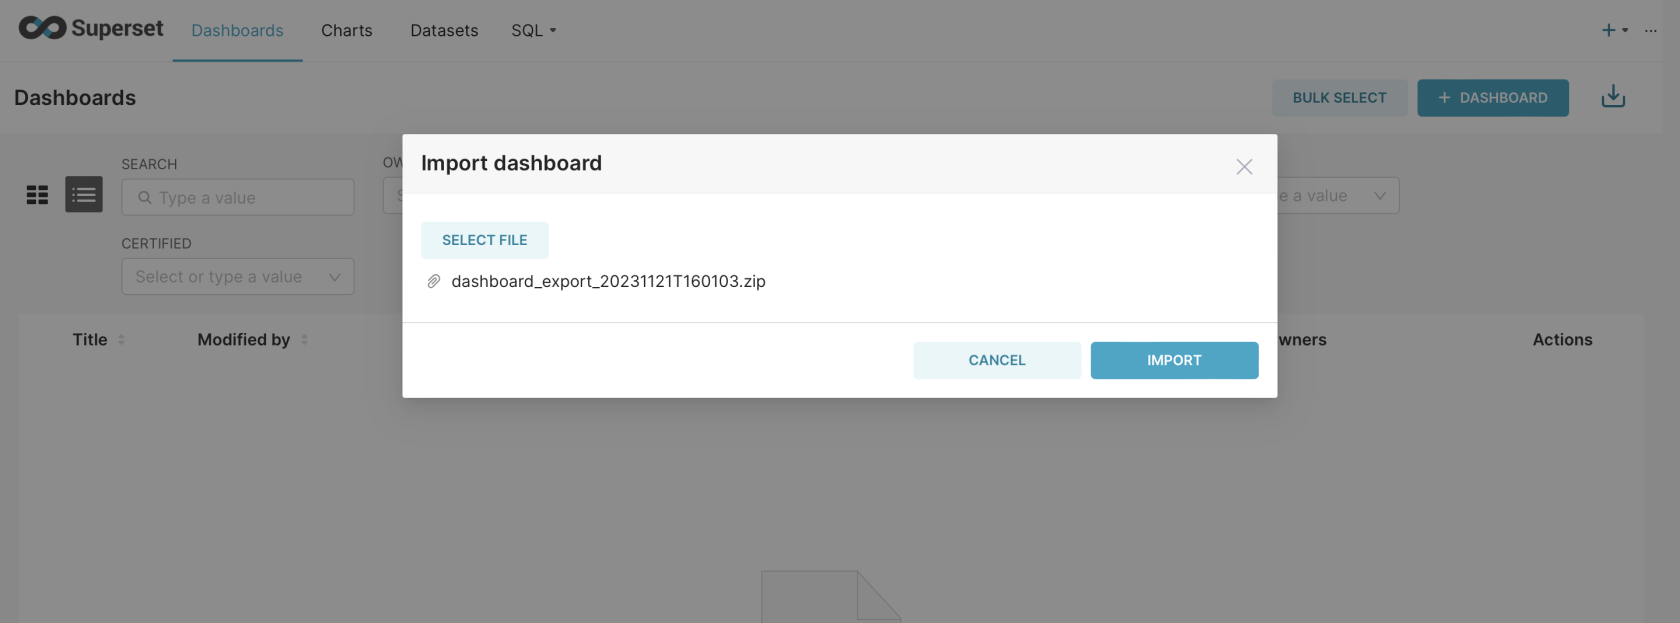 Superset Dashboards Charts Datasets SQL
Dashboards BULK SELECT + DASHBOARD
Import dashboard
SEARCH
Type a value
e a value
CERTIFIED
Select or type a value
SELECT FILE
dashboard_export_20231121T160103.zip
CANCEL IMPORT
Title Modified by wners Actions